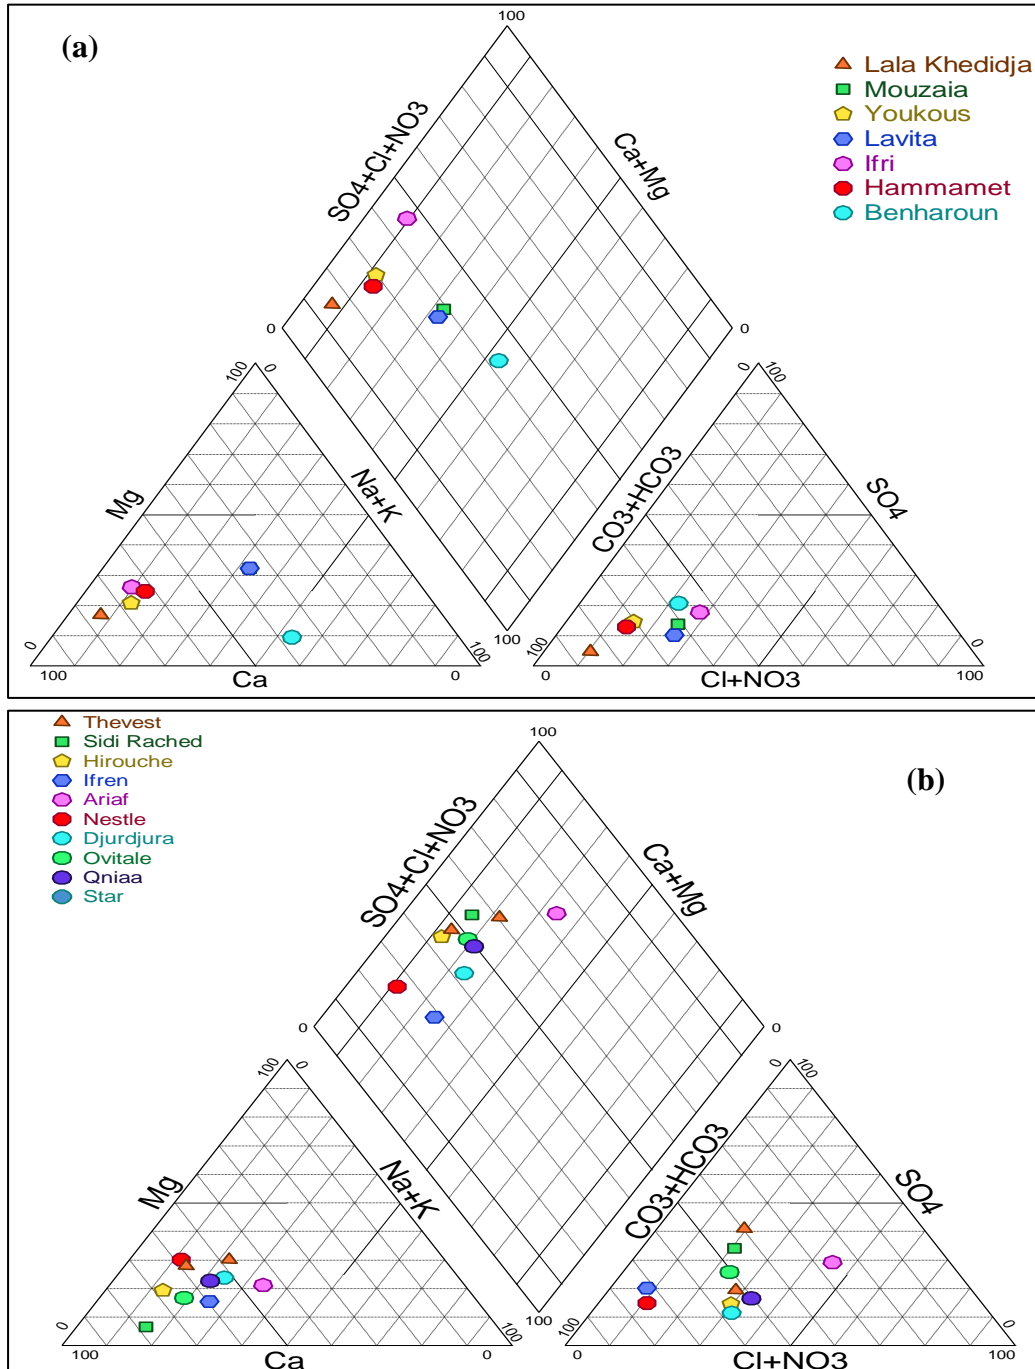 (a)
100
Lala Khedidja
Mouzaia
Youkous
Lavita
Ifri
Hammamet
Benharoun
SO4+Cl+NO3
Ca+Mg
0
0
100
0
0
100
Mg
Na+K
CO3+HCO3
SO4
100
0
100
100
0
100
Ca
0
0
Cl+NO3
100
(b)
Thevest
Sidi Rached
Hirouche
Ifren
Ariaf
Nestle
Djurdjura
Ovitale
Qniaa
Star
100
SO4+Cl+NO3
Ca+Mg
0
0
100
0
0
100
Mg
Na+K
CO3+HCO3
SO4
100
0
100
100
0
100
Ca
0
0
Cl+NO3
100